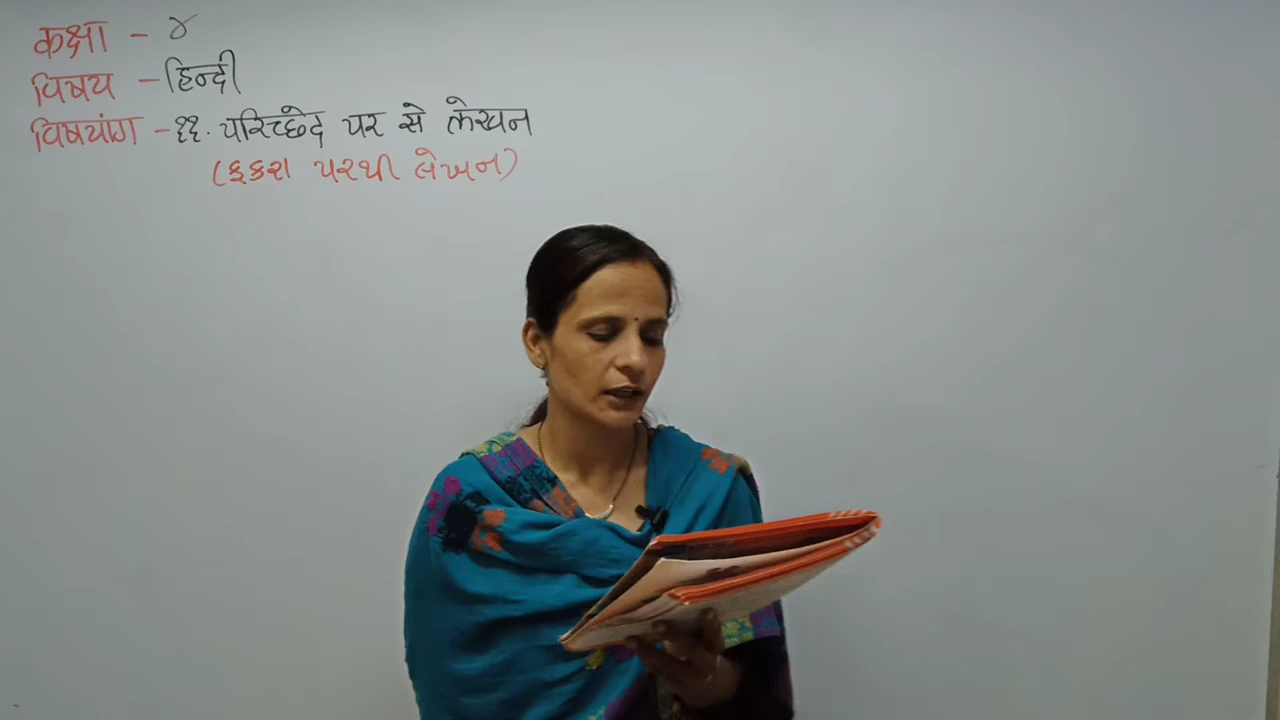 कक्षा - ४
विषय - हिन्दी
विषयांग - ११. परिच्छेद पर से लेखन
(ફકરા પરથી લેખન)